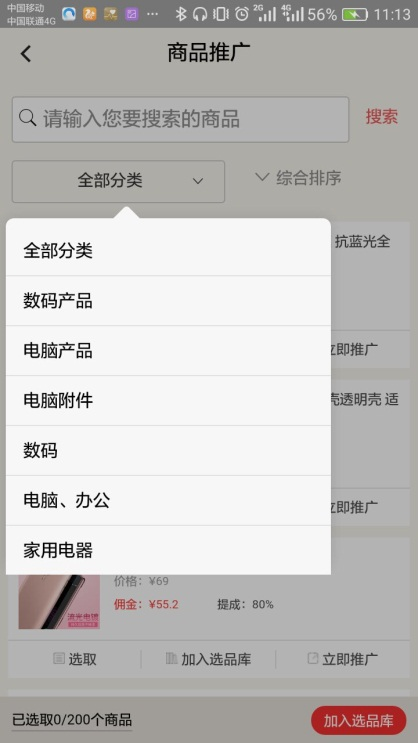 中国移动
中国联通4G
2G
4G
56%
11:13
商品推广
请输入您要搜索的商品
搜索
全部分类
综合排序
全部分类
数码产品
电脑产品
电脑附件
数码
电脑、办公
家用电器
抗蓝光全
立即推广
壳透明壳 适
立即推广
价格：¥69
佣金：¥55.2 提成：80%
选取 加入选品库 立即推广
已选取0/200个商品
加入选品库